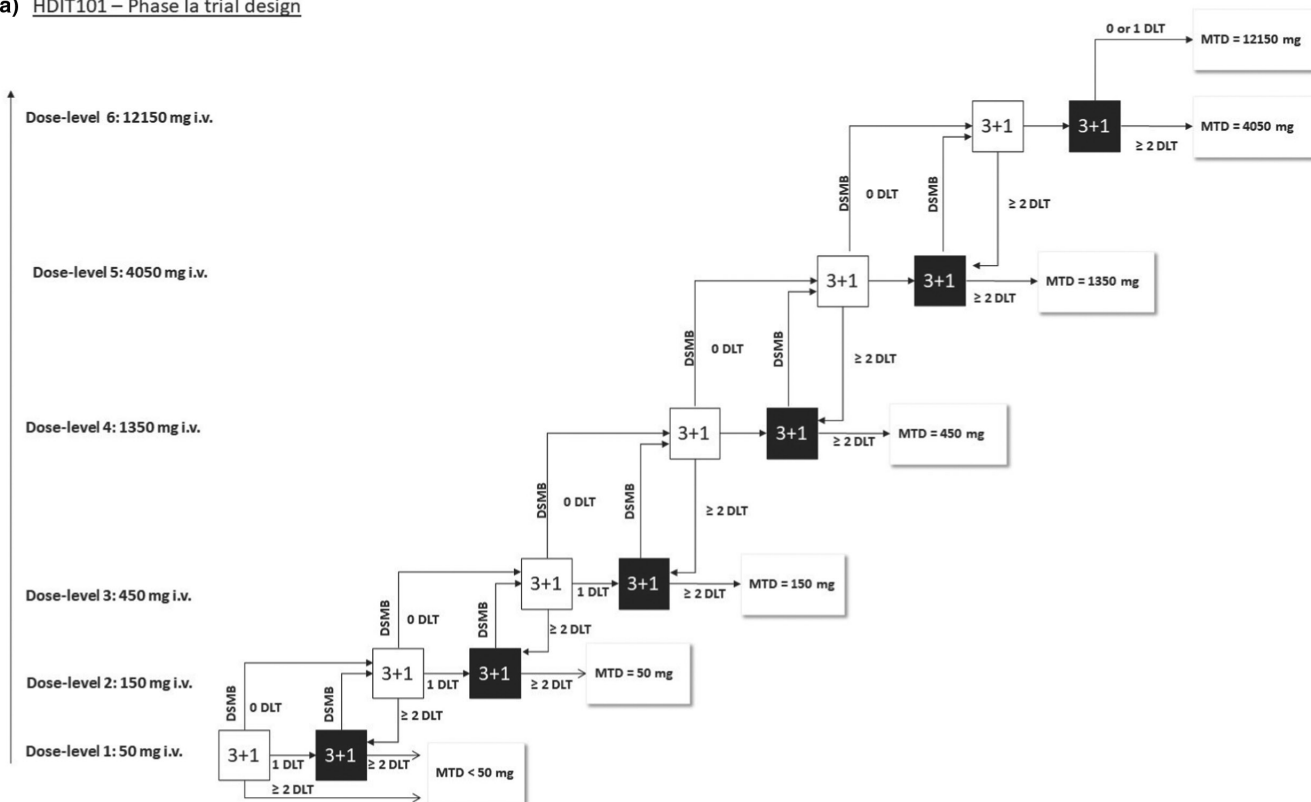 a) HDIT101 – Phase Ia trial design
0 or 1 DLT
MTD = 12150 mg
Dose-level 6: 12150 mg i.v.
3+1
3+1
MTD = 4050 mg
≥ 2 DLT
DSMB
0 DLT
DSMB
≥ 2 DLT
Dose-level 5: 4050 mg i.v.
3+1
3+1
MTD = 1350 mg
≥ 2 DLT
DSMB
0 DLT
DSMB
≥ 2 DLT
Dose-level 4: 1350 mg i.v.
3+1
3+1
MTD = 450 mg
≥ 2 DLT
DSMB
0 DLT
DSMB
≥ 2 DLT
Dose-level 3: 450 mg i.v.
3+1
1 DLT
3+1
≥ 2 DLT
MTD = 150 mg
DSMB
0 DLT
DSMB
≥ 2 DLT
Dose-level 2: 150 mg i.v.
3+1
1 DLT
3+1
≥ 2 DLT
MTD = 50 mg
DSMB
0 DLT
DSMB
≥ 2 DLT
Dose-level 1: 50 mg i.v.
3+1
1 DLT
3+1
≥ 2 DLT
MTD < 50 mg
≥ 2 DLT